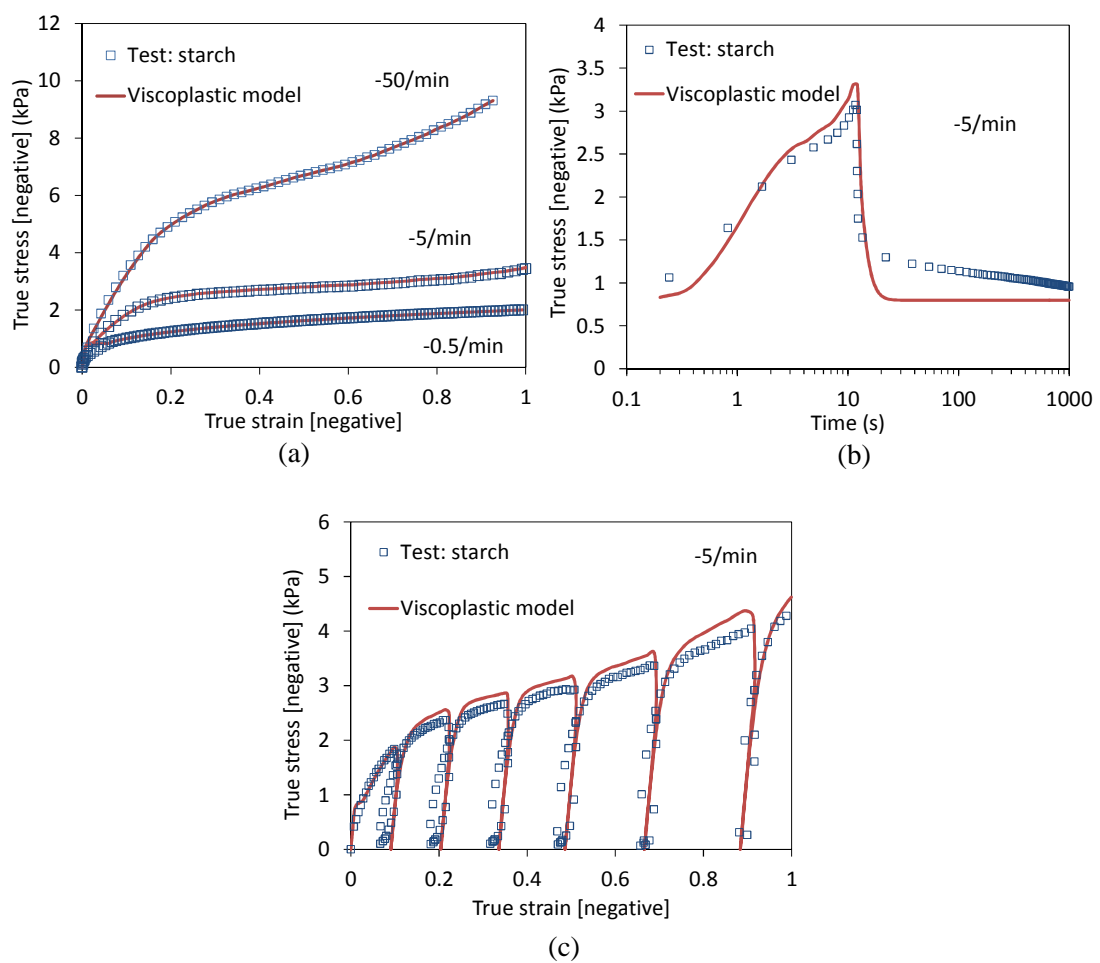 True stress [negative] (kPa)
12
10
8
6
4
2
0
Test: starch
Viscoplastic model
-50/min
-5/min
-0.5/min
0 0.2 0.4 0.6 0.8 1
True strain [negative]
(a)
True stress [negative] (kPa)
4
3.5
3
2.5
2
1.5
1
0.5
0
Test: starch
Viscoplastic model
-5/min
0.1 1 10 100 1000
Time (s)
(b)
True stress [negative] (kPa)
6
5
4
3
2
1
0
Test: starch
Viscoplastic model
-5/min
0 0.2 0.4 0.6 0.8 1
True strain [negative]
(c)